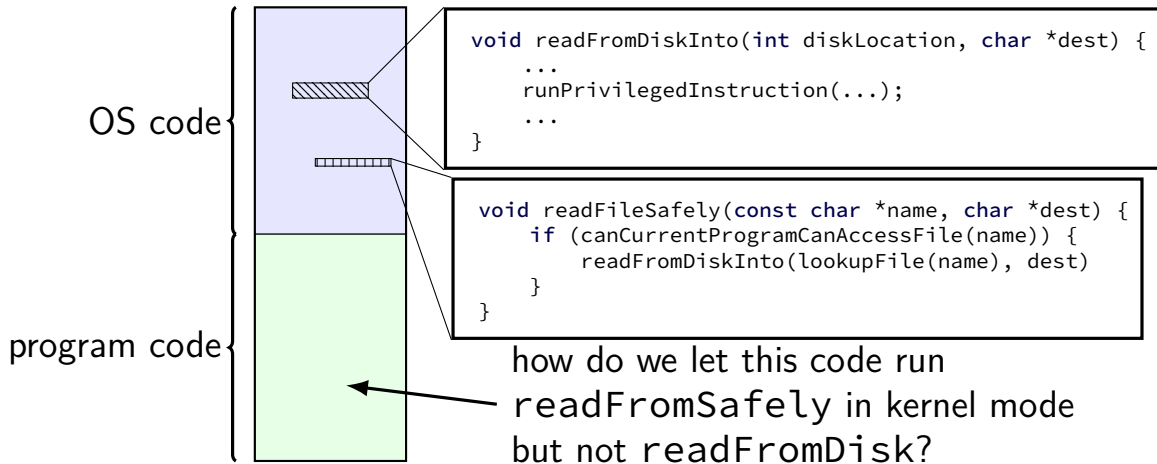 OS code
void readFromDiskInto(int diskLocation, char *dest) {
    ...
    runPrivilegedInstruction(...);
    ...
}
void readFileSafely(const char *name, char *dest) {
    if (canCurrentProgramCanAccessFile(name)) {
        readFromDiskInto(lookupFile(name), dest)
    }
}
program code
how do we let this code run
readFromSafely in kernel mode
but not readFromDisk?